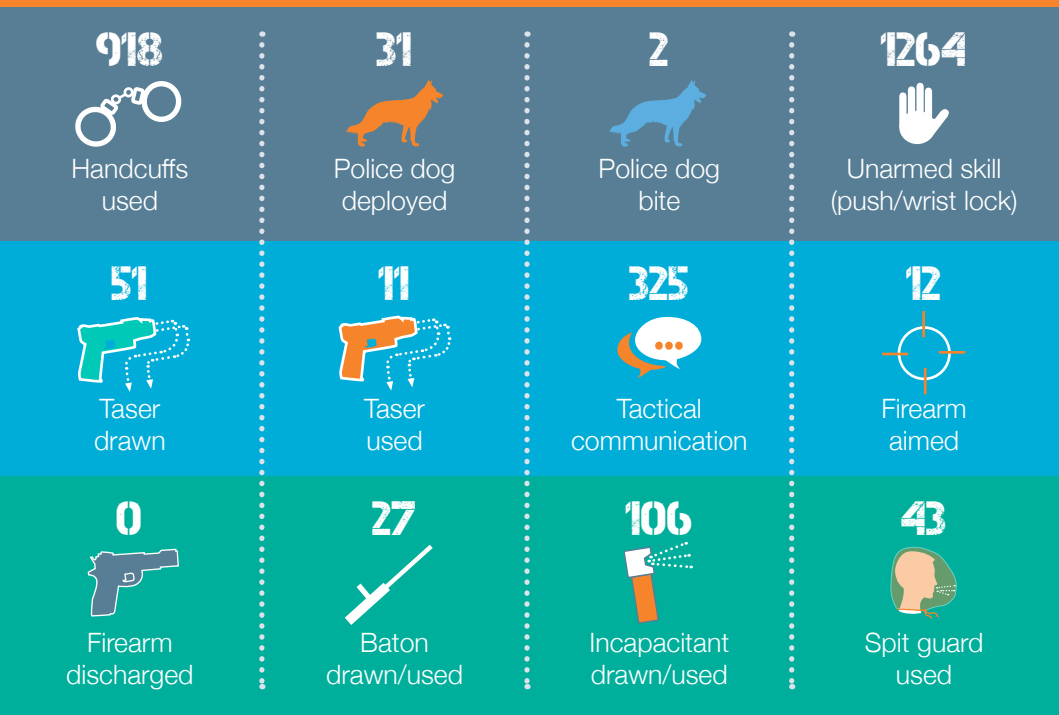 918
Handcuffs
used
31
Police dog
deployed
2
Police dog
bite
1264
Unarmed skill
(push/wrist lock)
51
Taser
drawn
11
Taser
used
325
Tactical
communication
12
Firearm
aimed
0
Firearm
discharged
27
Baton
drawn/used
106
Incapacitant
drawn/used
43
Spit guard
used